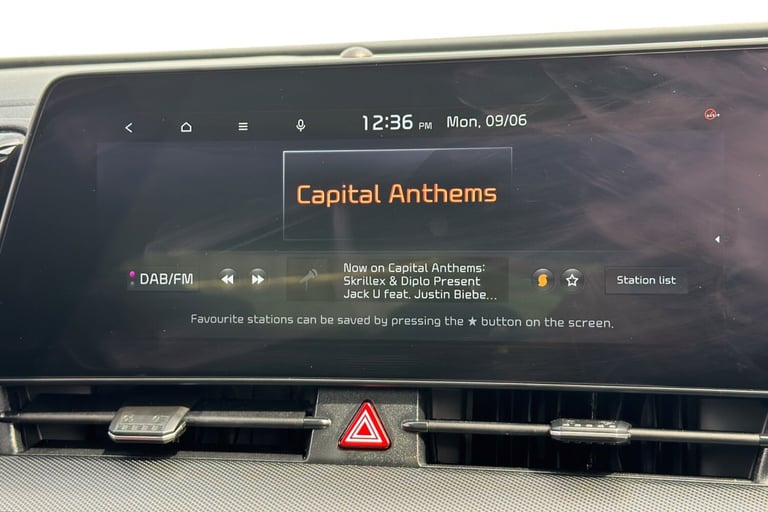 12:36 PM Mon, 09/06
Capital Anthems
DAB/FM
Now on Capital Anthems:
Skrillex & Diplo Present
Jack U feat. Justin Biebe...
Station list
Favourite stations can be saved by pressing the ★ button on the screen.